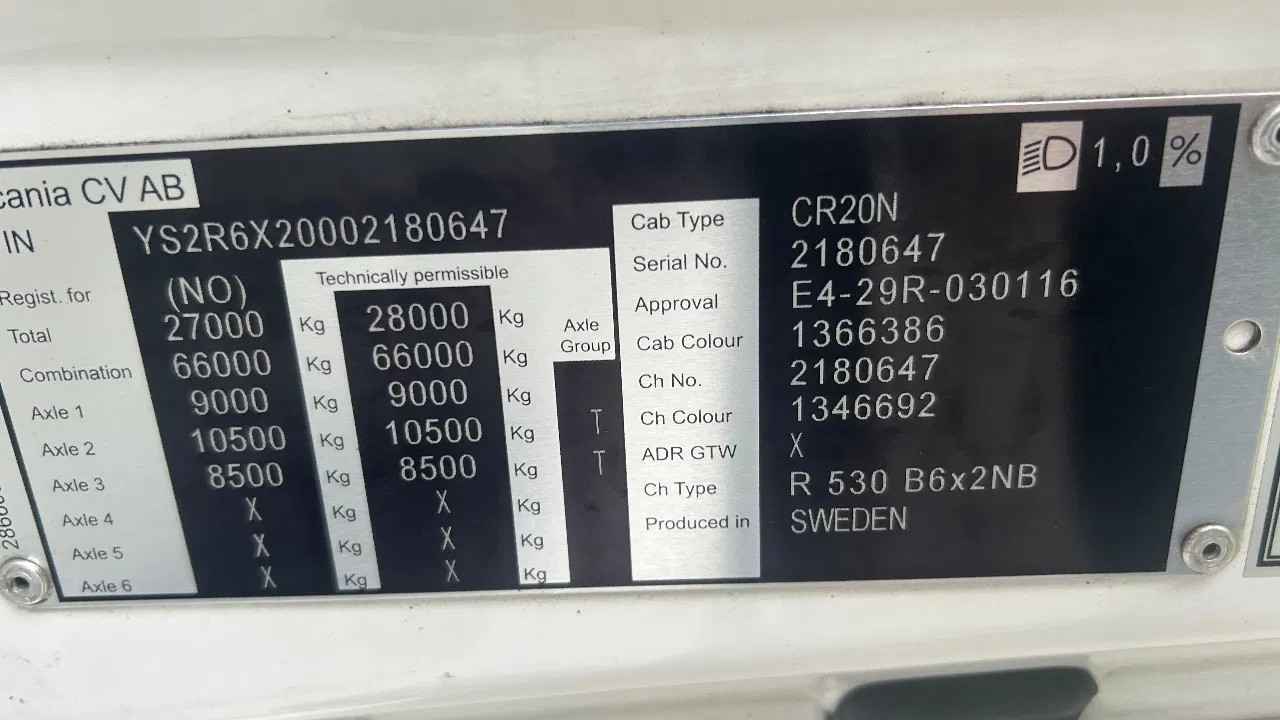 cania CV AB
1,0 %
IN YS2R6X20002180647
Regist. for (NO) Technically permissible
Total 27000 Kg 28000 Kg
Combination 66000 Kg 66000 Kg
Axle 1 9000 Kg 9000 Kg
Axle 2 10500 Kg 10500 Kg T
Axle 3 8500 Kg 8500 Kg T
Axle 4 X Kg X Kg
Axle 5 X Kg X Kg
Axle 6 X Kg X Kg
Axle
Group
Cab Type CR20N
Serial No. 2180647
Approval E4-29R-030116
Cab Colour 1366386
Ch No. 2180647
Ch Colour 1346692
ADR GTW X
Ch Type R 530 B6x2NB
Produced in SWEDEN